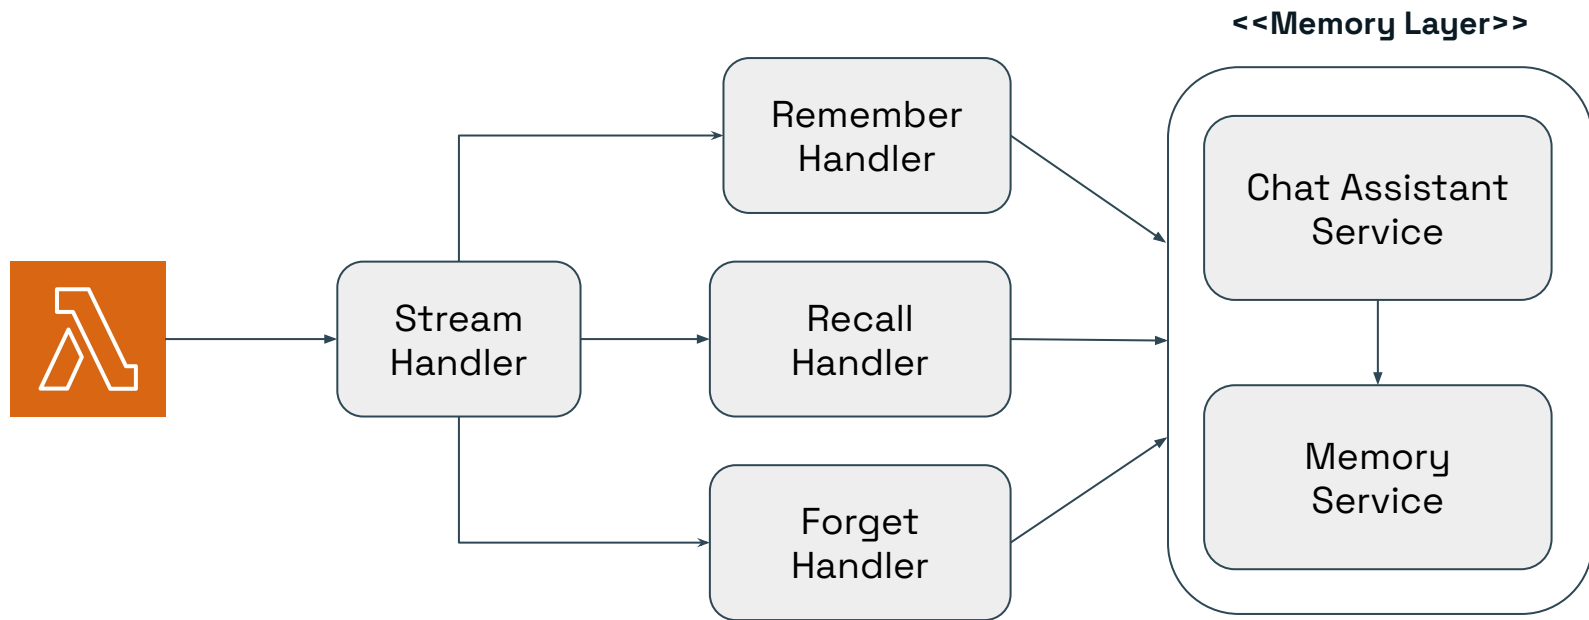 <<Memory Layer>>
Remember
Handler
Chat Assistant
Service
Stream
Handler
Recall
Handler
Memory
Service
Forget
Handler